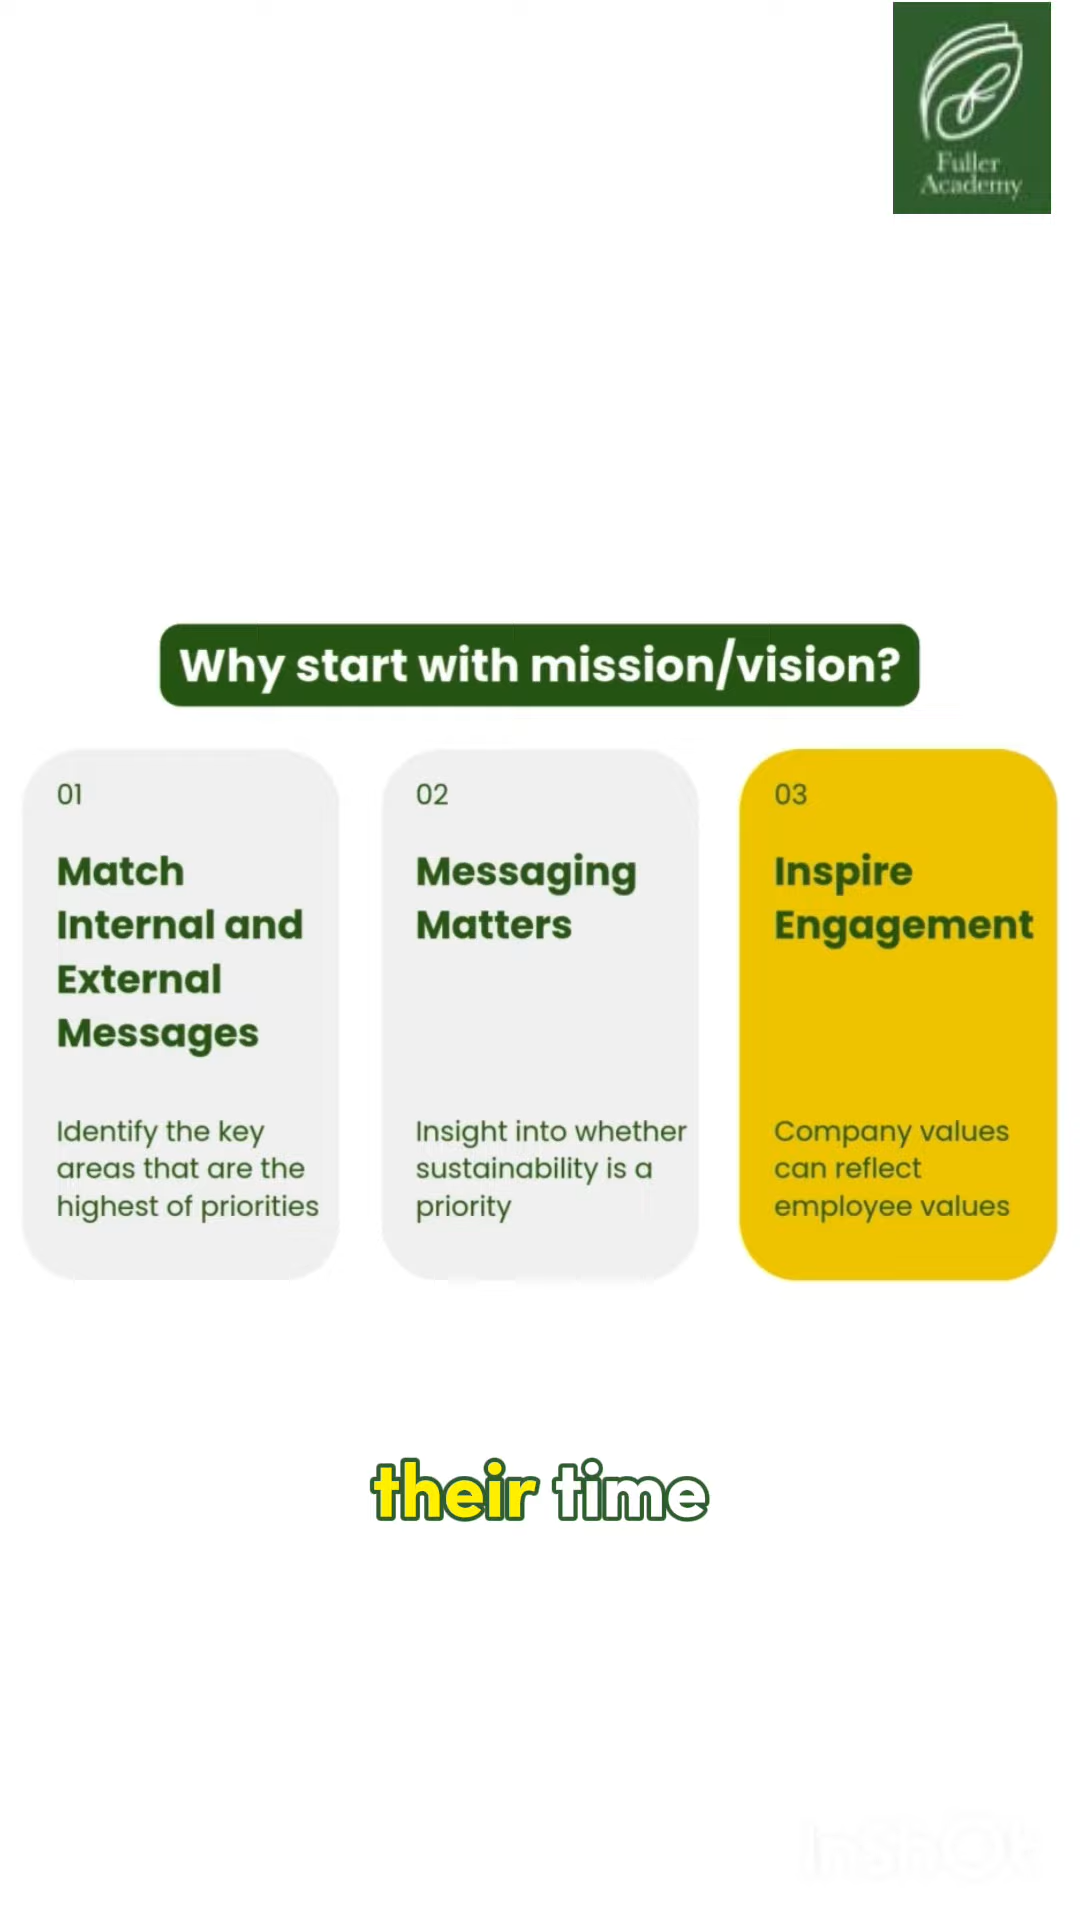 Fuller
Academy
Why start with mission/vision?
01
Match
Internal and
External
Messages
Identify the key
areas that are the
highest of priorities
02
Messaging
Matters
Insight into whether
sustainability is a
priority
03
Inspire
Engagement
Company values
can reflect
employee values
their time
InShOt